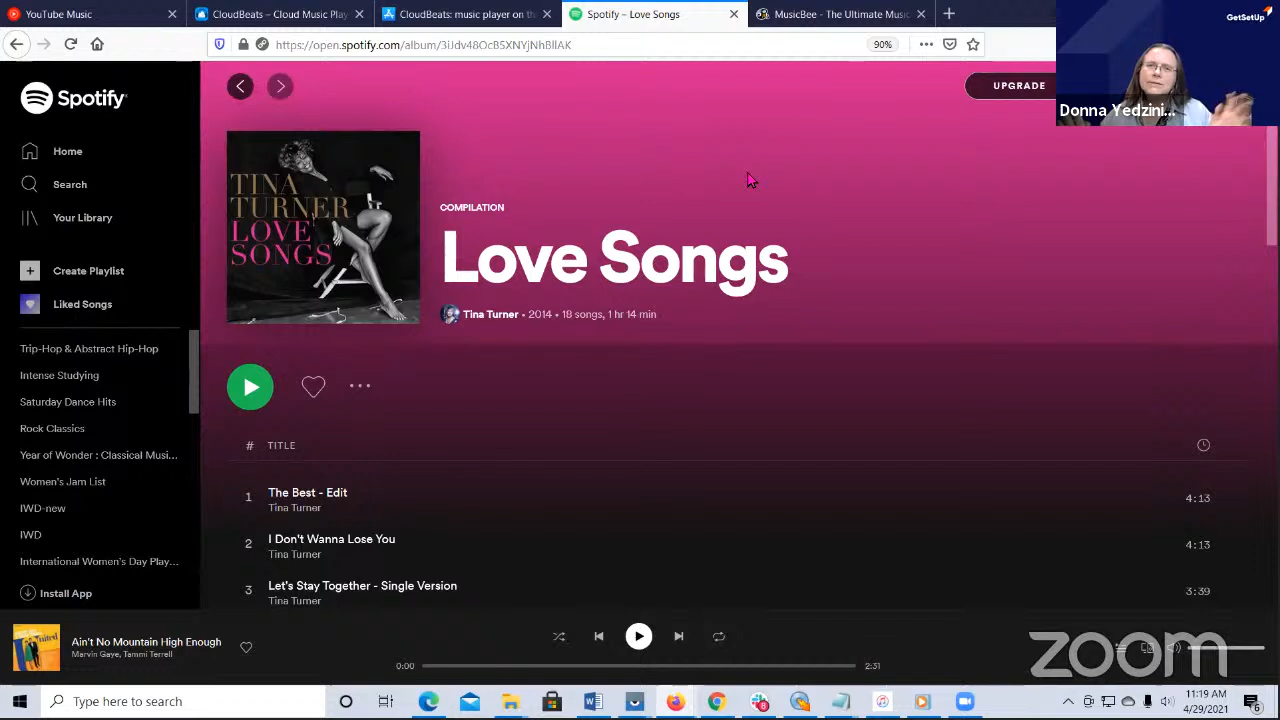 YouTube Music
CloudBeats – Cloud Music Player
CloudBeats: music player on th
Spotify – Love Songs
MusicBee - The Ultimate Music M
https://open.spotify.com/album/3iJdv48OcB5XNYjNhBllAK
90%
GetSetUp
Donna Yedzini...
Spotify
UPGRADE
Home
Search
Your Library
Create Playlist
Liked Songs
Trip-Hop & Abstract Hip-Hop
Intense Studying
Saturday Dance Hits
Rock Classics
Year of Wonder : Classical Musi...
Women's Jam List
IWD-new
IWD
International Women's Day Play...
Install App
TINA
TURNER
LOVE
SONGS
COMPILATION
Love Songs
Tina Turner • 2014 • 18 songs, 1 hr 14 min
# TITLE
1 The Best - Edit 4:13
Tina Turner
2 I Don't Wanna Lose You 4:13
Tina Turner
3 Let's Stay Together - Single Version 3:39
Tina Turner
United
Ain't No Mountain High Enough
Marvin Gaye, Tammi Terrell
0:00 2:31
zoom
Type here to search
8
11:19 AM
4/29/2021
6